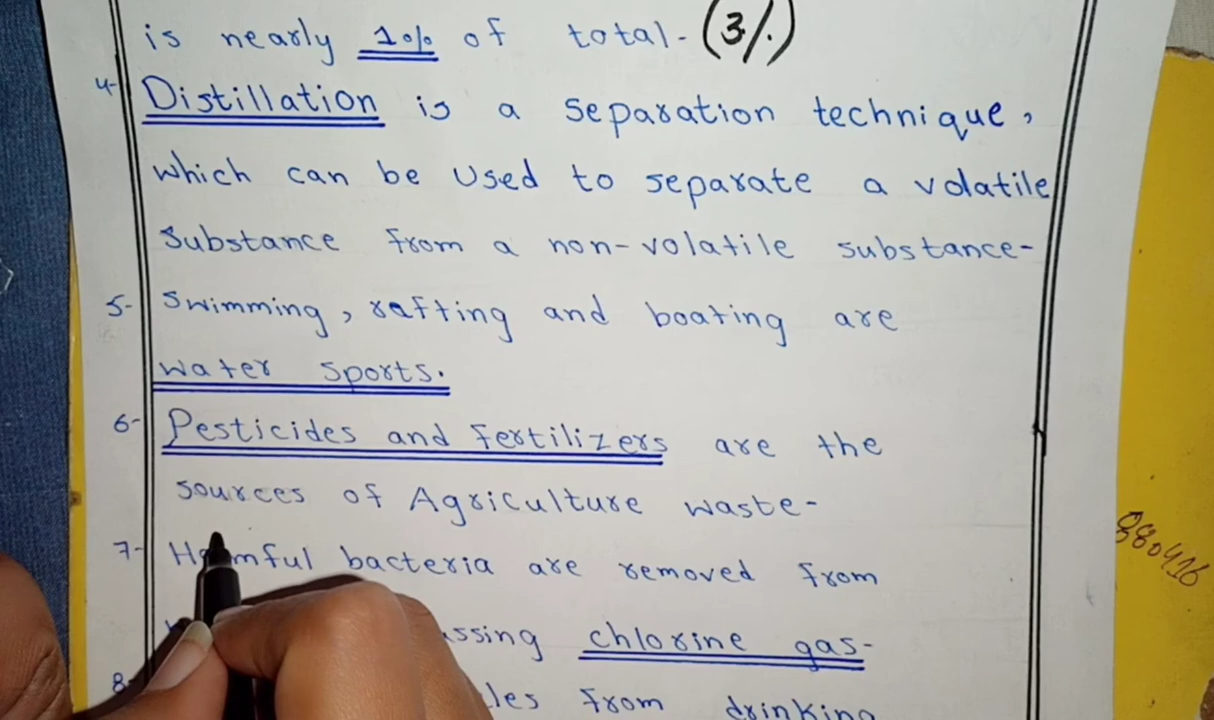 is nearly 1% of total- (3%)
4- Distillation is a separation technique,
which can be used to separate a volatile
substance from a non-volatile substance-
5- Swimming, rafting and boating are
water sports.
6- Pesticides and Fertilizers are the
sources of Agriculture waste-
7- Harmful bacteria are removed from
chlorine gas-
8- from drinking
880416